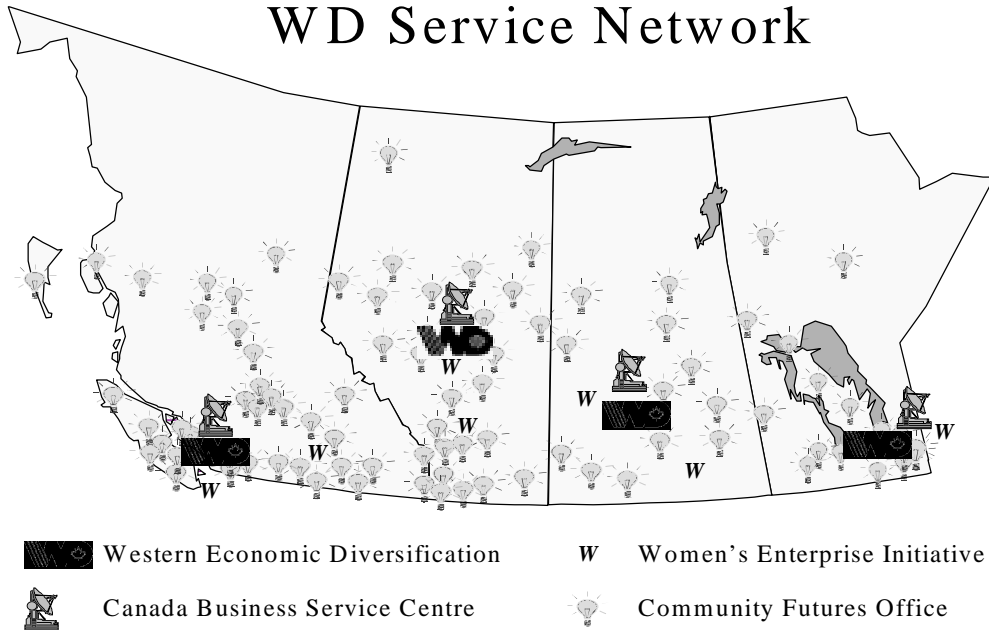 WD Service Network
W
W
W
W
W
W
W
Western Economic Diversification
W Women's Enterprise Initiative
Canada Business Service Centre
Community Futures Office